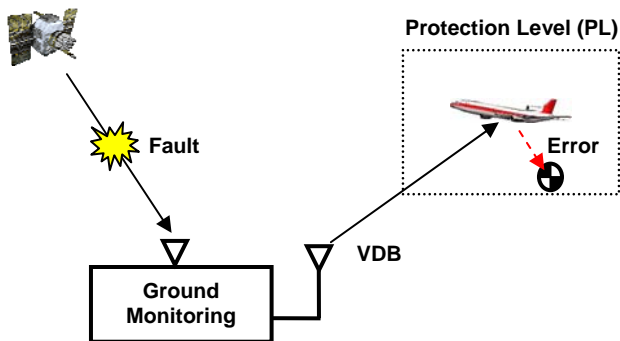 Protection Level (PL)
Fault
Error
VDB
Ground
Monitoring